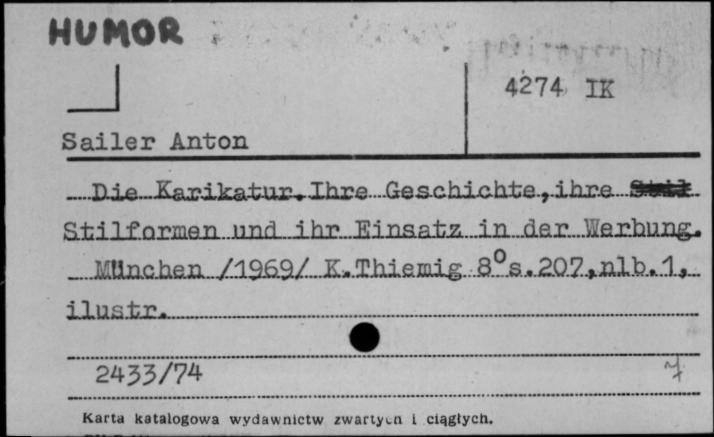 HUMOR
4274 IK
Sailer Anton
Die Karikatur.Ihre Geschichte,ihre
Stilformen und ihr Einsatz in der Werbung.
München /1969/ K.Thiemig 8°s.207,nlb.1,
ilustr.
2433/74
Karta katalogowa wydawnictw zwartych i ciągłych.